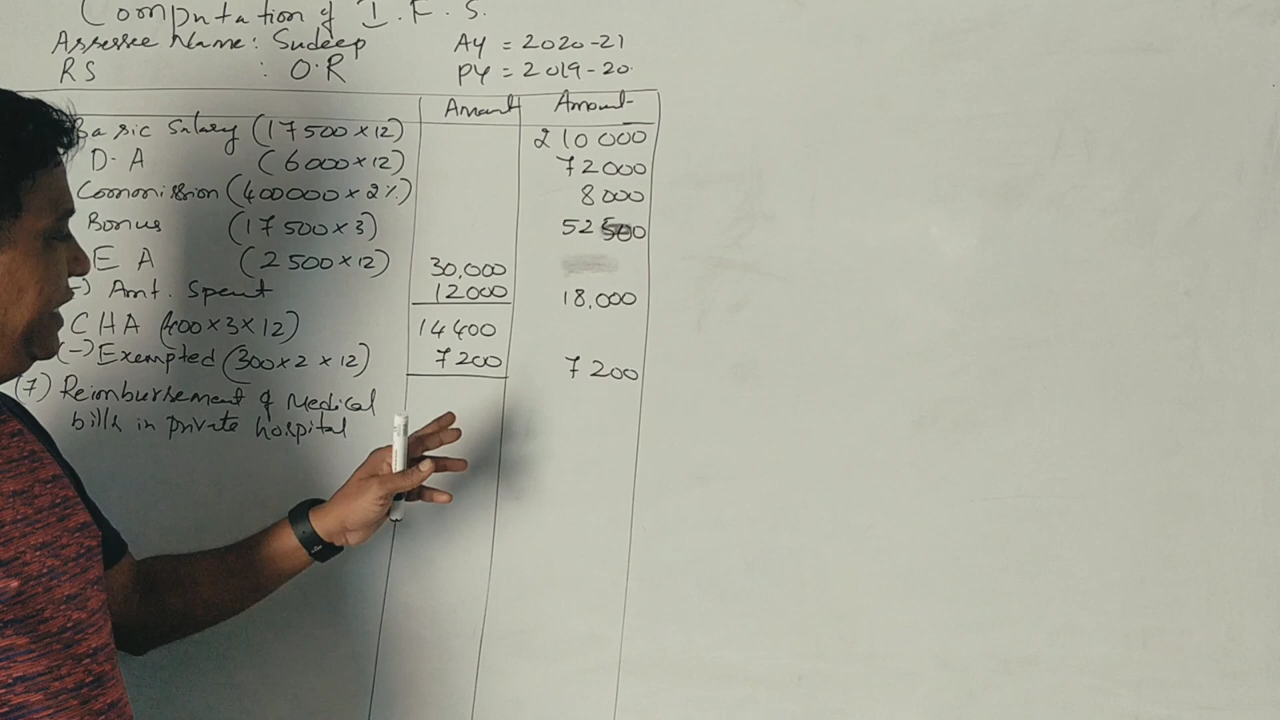 Computation of I. F. S.
Assessee Name: Sudeep AY = 2020-21
RS : O.R PY = 2019-20.
Amount Amount
Basic Salary (17500×12) 210000
D.A (6000×12) 72000
Commission (400000×2%) 8000
Bonus (17500×3) 52500
E A (2500×12) 30,000
(-) Amt. Spent 12000 18,000
CHA (400×3×12) 14400
(-) Exempted (300×2×12) 7200 7200
(7) Reimbursement of Medical
bills in private hospital